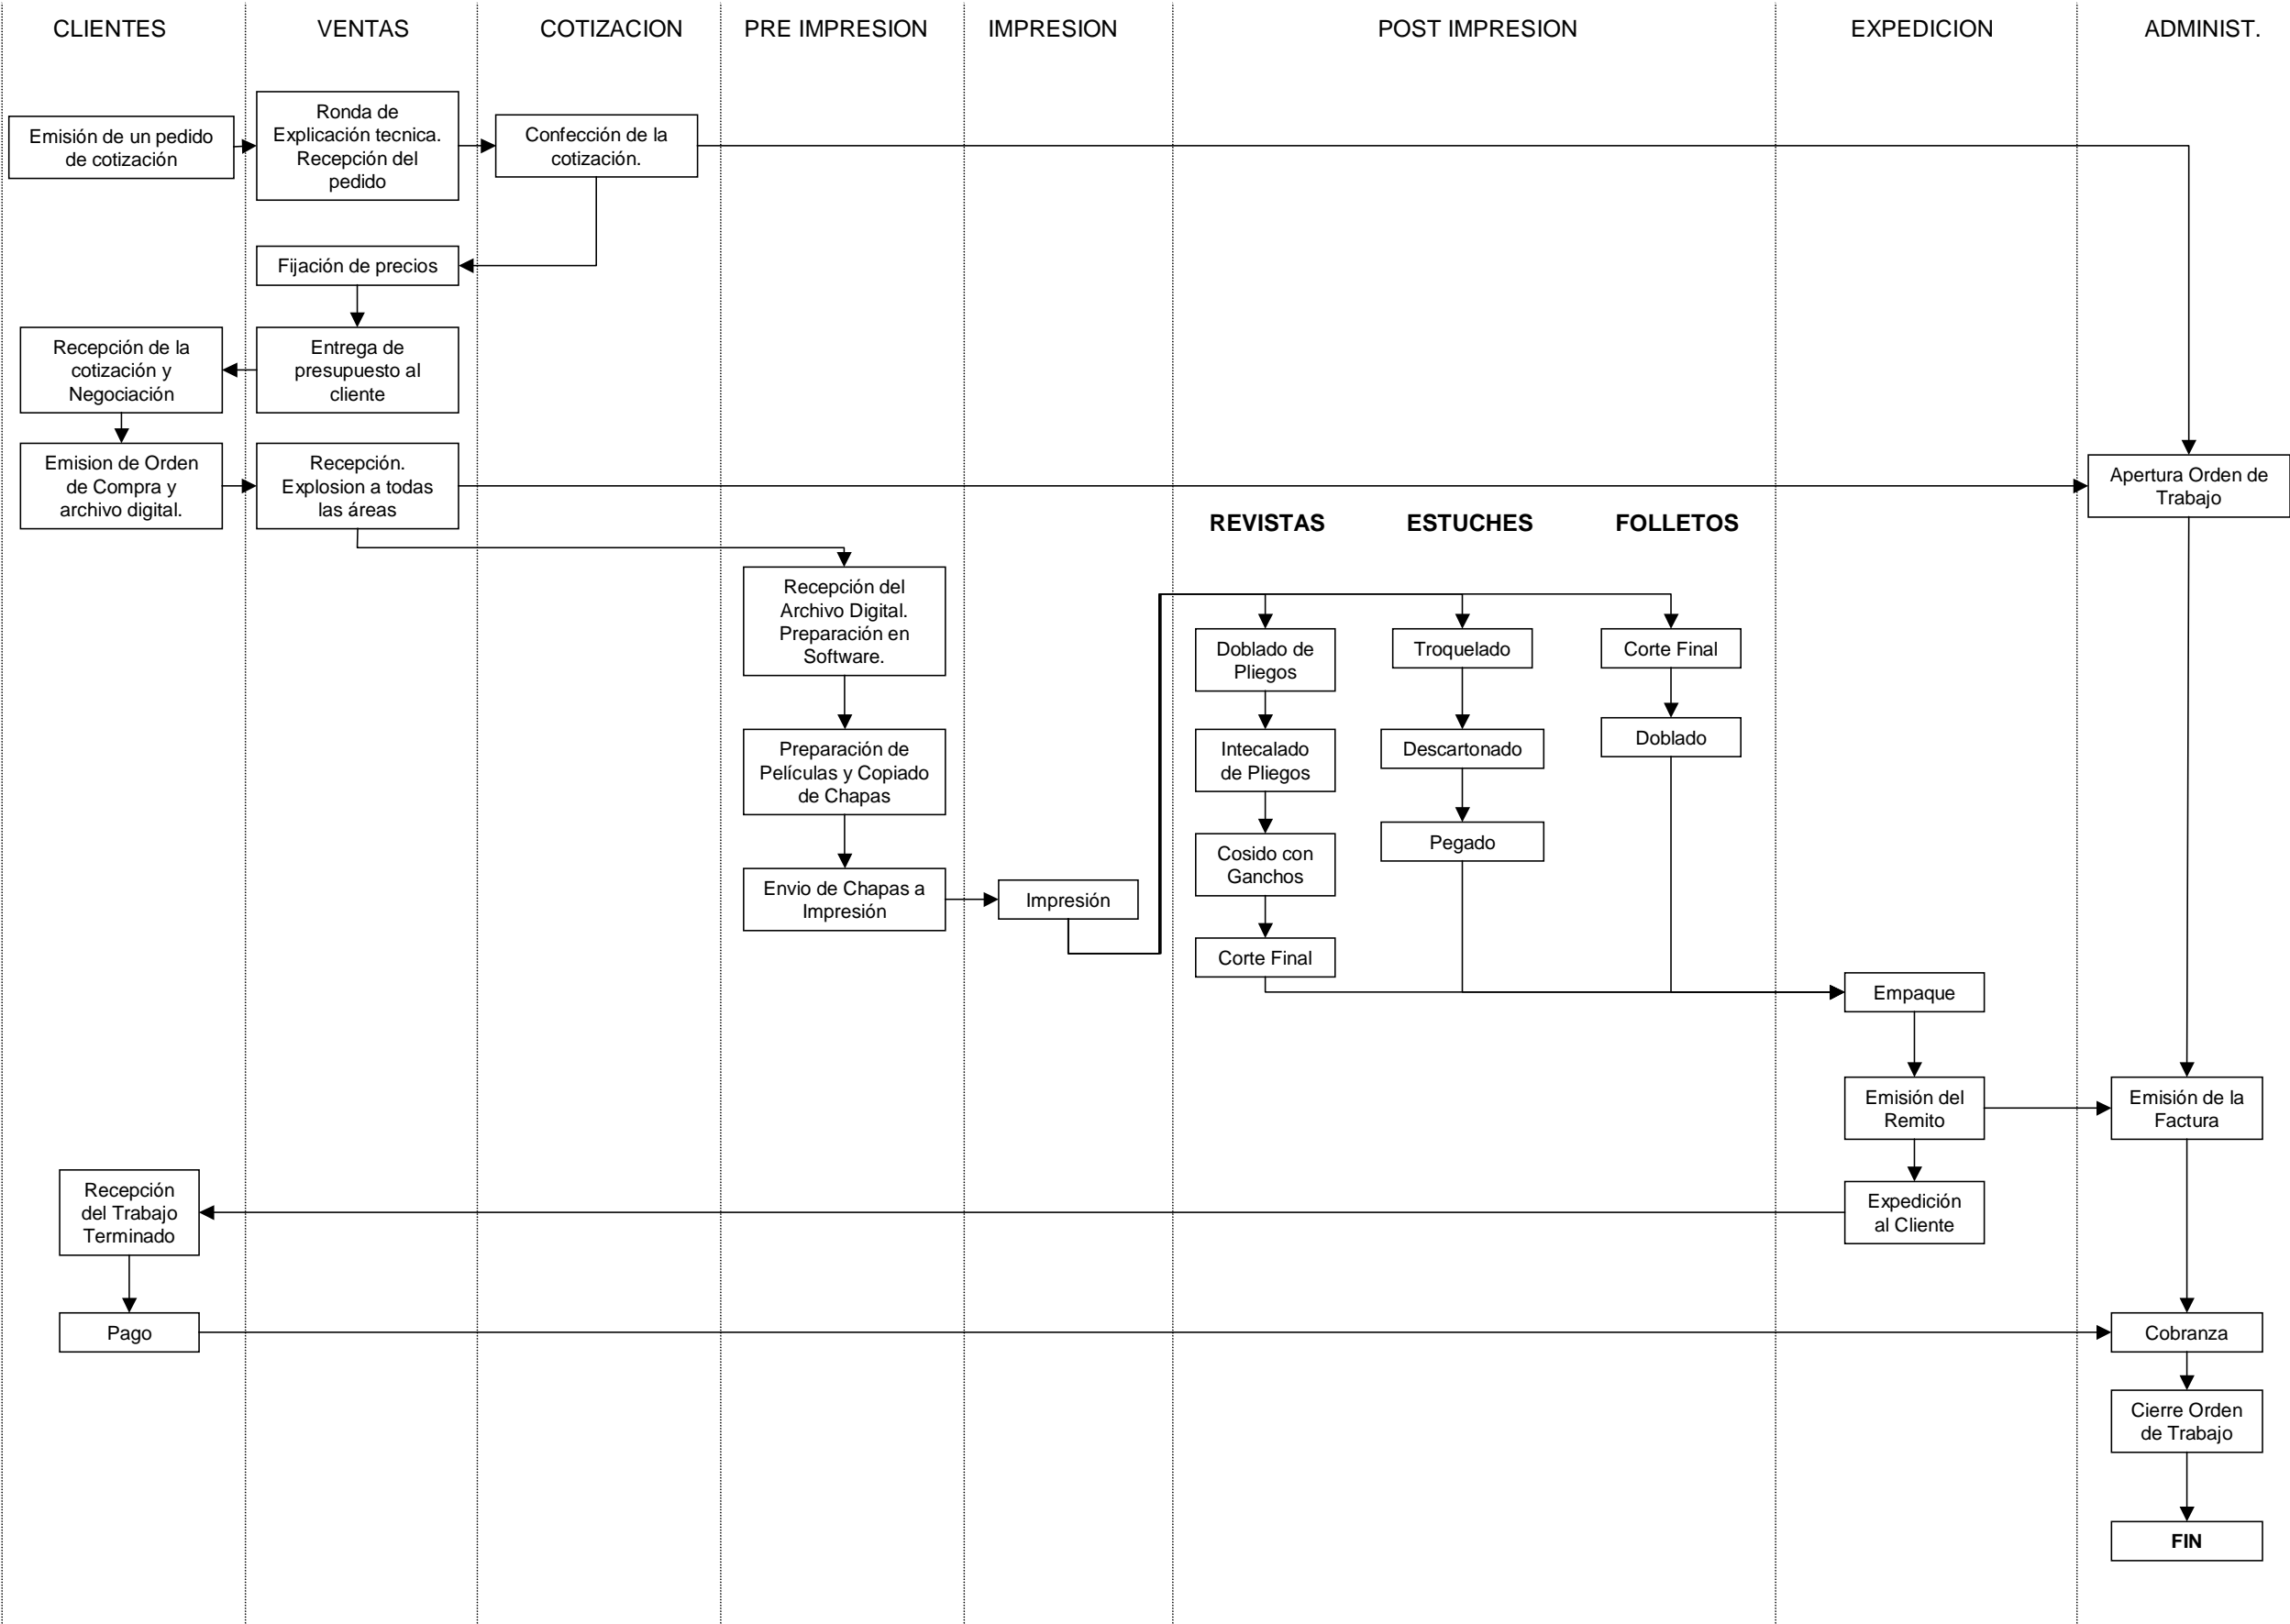 CLIENTES
VENTAS
COTIZACION
PRE IMPRESION
IMPRESION
POST IMPRESION
EXPEDICION
ADMINIST.
Emisión de un pedido
de cotización
Ronda de
Explicación tecnica.
Recepción del
pedido
Confección de la
cotización.
Fijación de precios
Recepción de la
cotización y
Negociación
Entrega de
presupuesto al
cliente
Emision de Orden
de Compra y
archivo digital.
Recepción.
Explosion a todas
las áreas
Apertura Orden de
Trabajo
REVISTAS
ESTUCHES
FOLLETOS
Recepción del
Archivo Digital.
Preparación en
Software.
Doblado de
Pliegos
Troquelado
Corte Final
Preparación de
Películas y Copiado
de Chapas
Intecalado
de Pliegos
Descartonado
Doblado
Cosido con
Ganchos
Pegado
Envio de Chapas a
Impresión
Impresión
Corte Final
Empaque
Emisión del
Remito
Emisión de la
Factura
Recepción
del Trabajo
Terminado
Expedición
al Cliente
Pago
Cobranza
Cierre Orden
de Trabajo
FIN